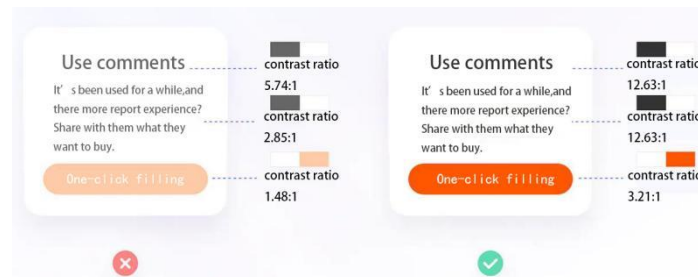 Use comments
It' s been used for a while,and
there more report experience?
Share with them what they
want to buy.
One-click filling
contrast ratio
5.74:1
contrast ratio
2.85:1
contrast ratio
1.48:1
Use comments
It' s been used for a while,and
there more report experience?
Share with them what they
want to buy.
One-click filling
contrast ratio
12.63:1
contrast ratio
12.63:1
contrast ratio
3.21:1